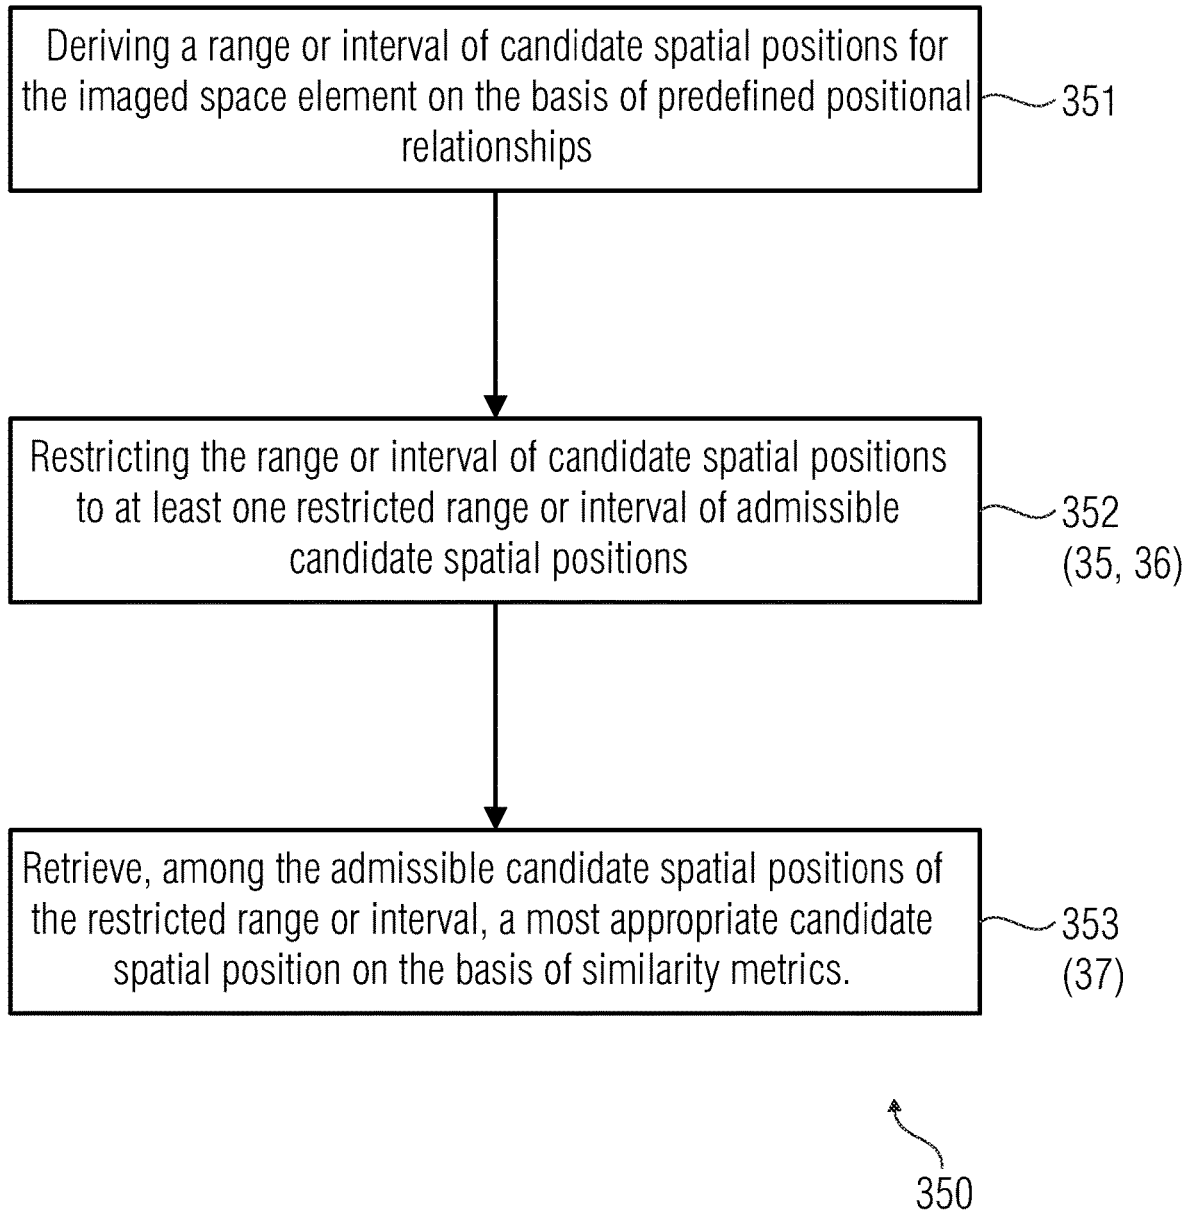 Deriving a range or interval of candidate spatial positions for
the imaged space element on the basis of predefined positional
relationships
351
Restricting the range or interval of candidate spatial positions
to at least one restricted range or interval of admissible
candidate spatial positions
352
(35, 36)
Retrieve, among the admissible candidate spatial positions of
the restricted range or interval, a most appropriate candidate
spatial position on the basis of similarity metrics.
353
(37)
350